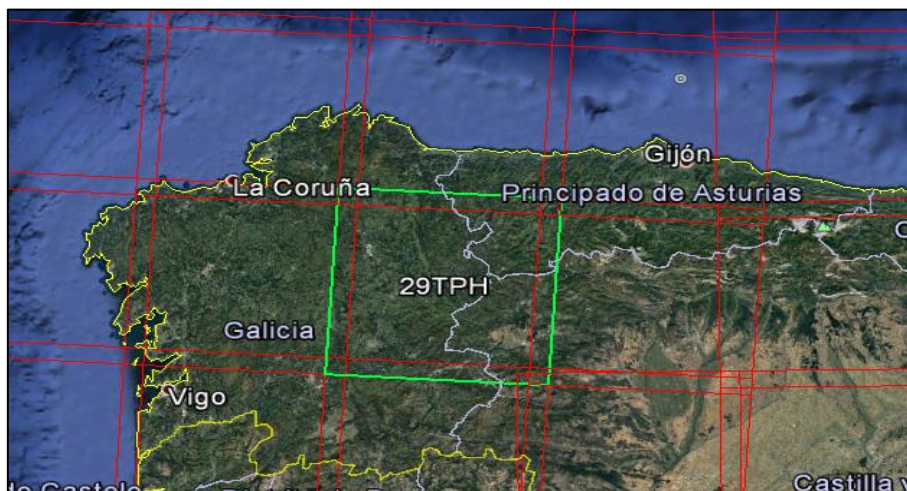 Gijón
La Coruña
Principado de Asturias
29TPH
Galicia
Vigo
Castilla y